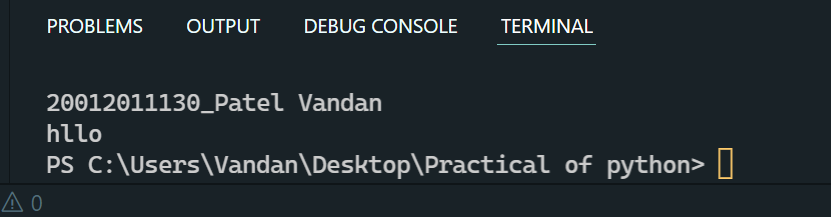 PROBLEMS OUTPUT DEBUG CONSOLE TERMINAL
20012011130_Patel Vandan
hllo
PS C:\Users\Vandan\Desktop\Practical of python>
0